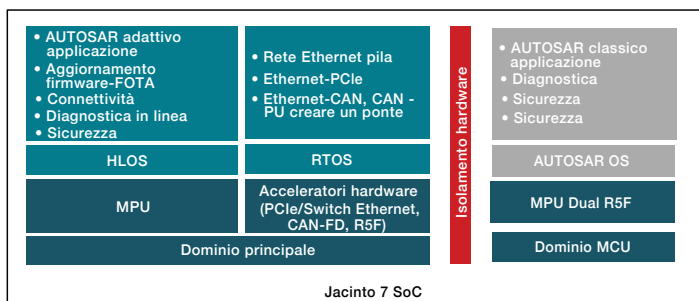 • AUTOSAR adattivo
applicazione
• Aggiornamento
firmware-FOTA
• Connettività
• Diagnostica in linea
• Sicurezza
HLOS
MPU
• Rete Ethernet pila
• Ethernet-PCIe
• Ethernet-CAN, CAN -
PU creare un ponte
RTOS
Acceleratori hardware
(PCIe/Switch Ethernet,
CAN-FD, R5F)
Dominio principale
Isolamento hardware
• AUTOSAR classico
applicazione
• Diagnostica
• Sicurezza
• Sicurezza
AUTOSAR OS
MPU Dual R5F
Dominio MCU
Jacinto 7 SoC